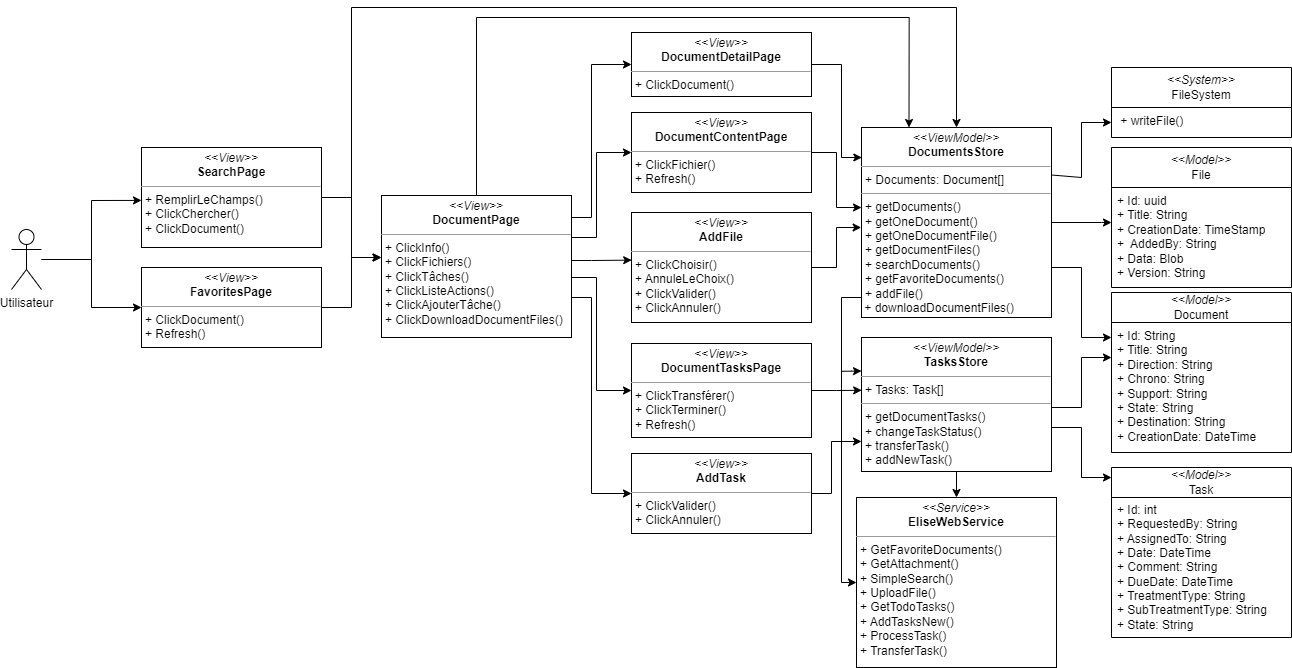 Utilisateur
<<View>>
SearchPage
+ RemplirLeChamps()
+ ClickChercher()
+ ClickDocument()
<<View>>
FavoritesPage
+ ClickDocument()
+ Refresh()
<<View>>
DocumentPage
+ ClickInfo()
+ ClickFichiers()
+ ClickTâches()
+ ClickListeActions()
+ ClickAjouterTâche()
+ ClickDownloadDocumentFiles()
<<View>>
DocumentDetailPage
+ ClickDocument()
<<View>>
DocumentContentPage
+ ClickFichier()
+ Refresh()
<<View>>
AddFile
+ ClickChoisir()
+ AnnuleLeChoix()
+ ClickValider()
+ ClickAnnuler()
<<View>>
DocumentTasksPage
+ ClickTransférer()
+ ClickTerminer()
+ Refresh()
<<View>>
AddTask
+ ClickValider()
+ ClickAnnuler()
<<ViewModel>>
DocumentsStore
+ Documents: Document[]
+ getDocuments()
+ getOneDocument()
+ getOneDocumentFile()
+ getDocumentFiles()
+ searchDocuments()
+ getFavoriteDocuments()
+ addFile()
+ downloadDocumentFiles()
<<ViewModel>>
TasksStore
+ Tasks: Task[]
+ getDocumentTasks()
+ changeTaskStatus()
+ transferTask()
+ addNewTask()
<<Service>>
EliseWebService
+ GetFavoriteDocuments()
+ GetAttachment()
+ SimpleSearch()
+ UploadFile()
+ GetTodoTasks()
+ AddTasksNew()
+ ProcessTask()
+ TransferTask()
<<System>>
FileSystem
+ writeFile()
<<Model>>
File
+ Id: uuid
+ Title: String
+ CreationDate: TimeStamp
+ AddedBy: String
+ Data: Blob
+ Version: String
<<Model>>
Document
+ Id: String
+ Title: String
+ Direction: String
+ Chrono: String
+ Support: String
+ State: String
+ Destination: String
+ CreationDate: DateTime
<<Model>>
Task
+ Id: int
+ RequestedBy: String
+ AssignedTo: String
+ Date: DateTime
+ Comment: String
+ DueDate: DateTime
+ TreatmentType: String
+ SubTreatmentType: String
+ State: String